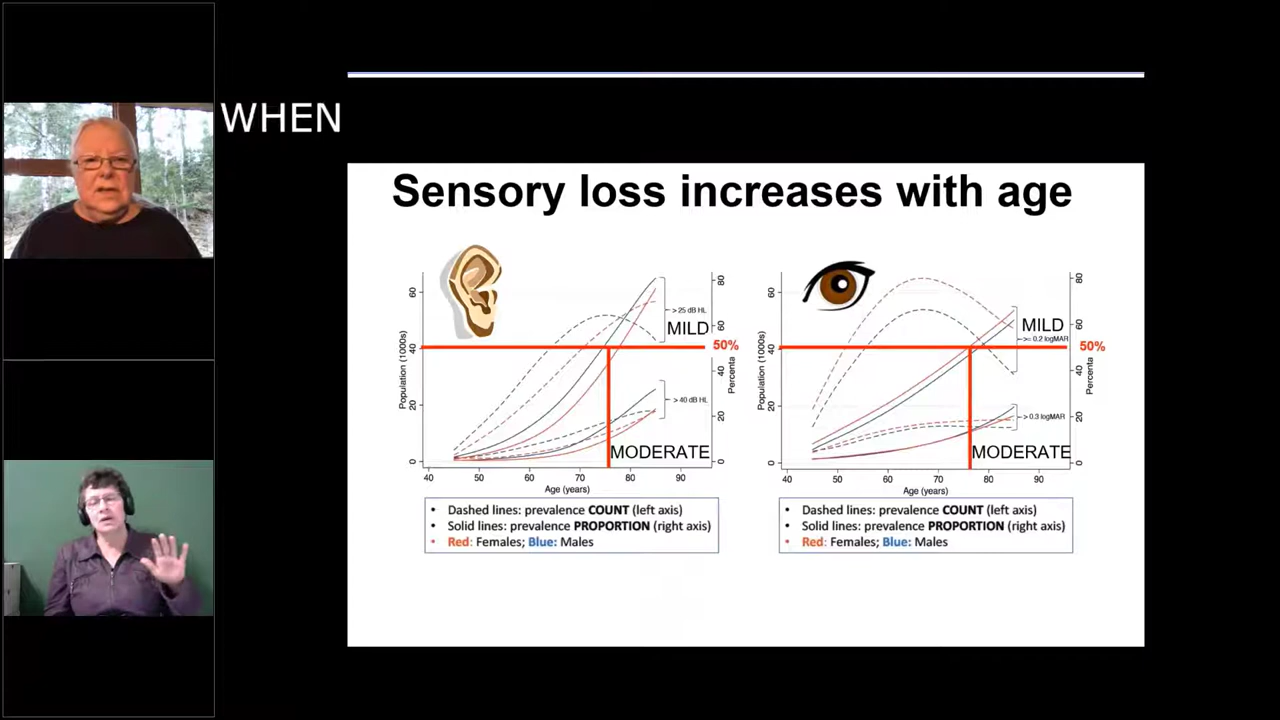 WHEN
Sensory loss increases with age
60
40
20
0
Population (1000s)
40
50
60
70
80
90
Age (years)
80
60
40
20
0
Percenta
> 25 dB HL
MILD
50%
> 40 dB HL
MODERATE
60
40
20
0
Population (1000s)
40
50
60
70
80
90
Age (years)
80
60
40
20
0
Percenta
MILD
>= 0.2 logMAR
50%
> 0.3 logMAR
MODERATE
• Dashed lines: prevalence COUNT (left axis)
• Solid lines: prevalence PROPORTION (right axis)
• Red: Females; Blue: Males
• Dashed lines: prevalence COUNT (left axis)
• Solid lines: prevalence PROPORTION (right axis)
• Red: Females; Blue: Males